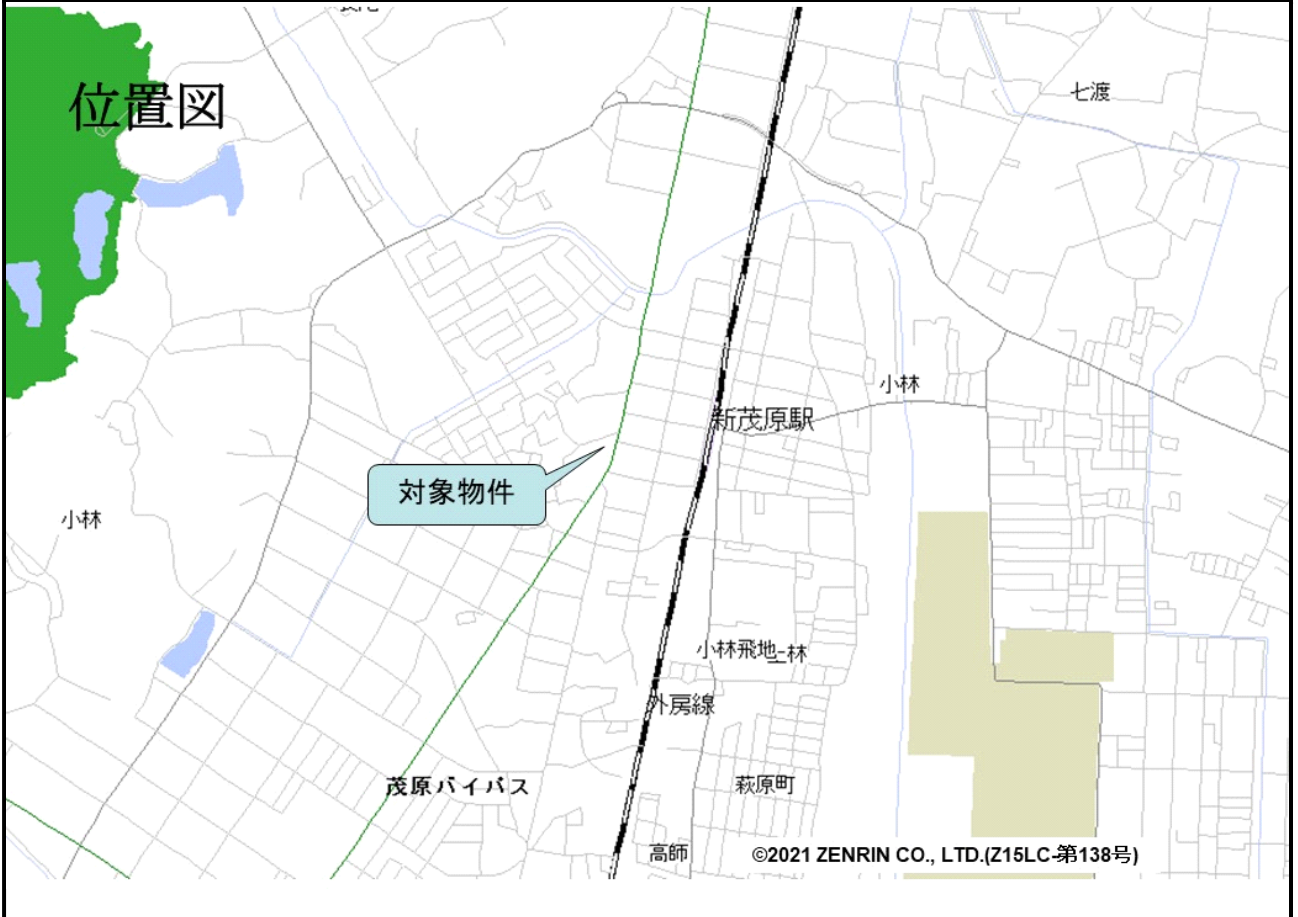 位置図
七渡
小林
新茂原駅
対象物件
小林
小林飛地
上林
外房線
茂原バイパス
萩原町
高師
©2021 ZENRIN CO., LTD.(Z15LC-第138号)